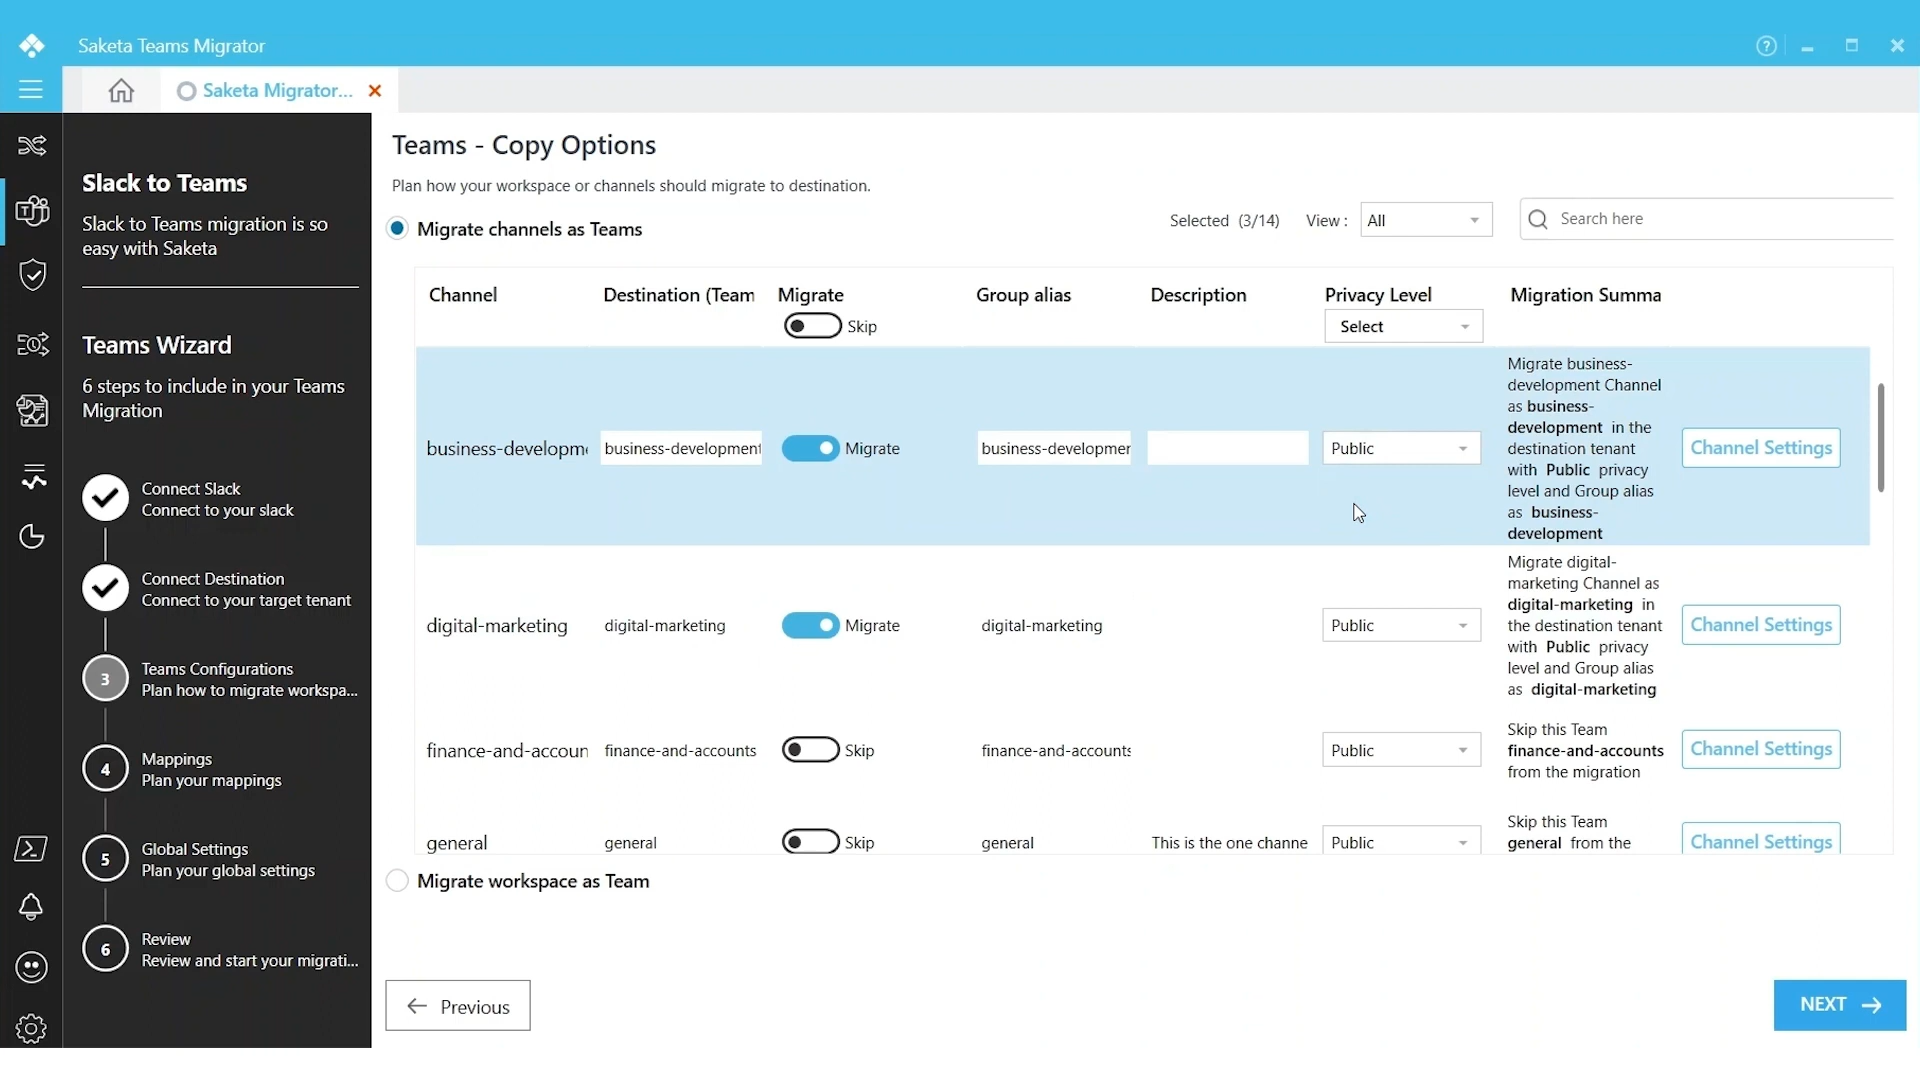 Saketa Teams Migrator
Saketa Migrator...
Slack to Teams
Slack to Teams migration is so
easy with Saketa
Teams Wizard
6 steps to include in your Teams
Migration
Connect Slack
Connect to your slack
Connect Destination
Connect to your target tenant
3
Teams Configurations
Plan how to migrate workspa...
4
Mappings
Plan your mappings
5
Global Settings
Plan your global settings
6
Review
Review and start your migrati...
Teams - Copy Options
Plan how your workspace or channels should migrate to destination.
Migrate channels as Teams
Selected (3/14) View : All
Search here
Channel Destination (Team Migrate Group alias Description Privacy Level Migration Summa
Skip Select
business-developme business-development Migrate business-developmer Public
Migrate business-
development Channel
as business-
development in the
destination tenant
with Public privacy
level and Group alias
as business-
development
Channel Settings
digital-marketing digital-marketing Migrate digital-marketing Public
Migrate digital-
marketing Channel as
digital-marketing in
the destination tenant
with Public privacy
level and Group alias
as digital-marketing
Channel Settings
finance-and-accoun finance-and-accounts Skip finance-and-accounts Public
Skip this Team
finance-and-accounts
from the migration
Channel Settings
general general Skip general This is the one channe Public
Skip this Team
general from the
Channel Settings
Migrate workspace as Team
Previous
NEXT